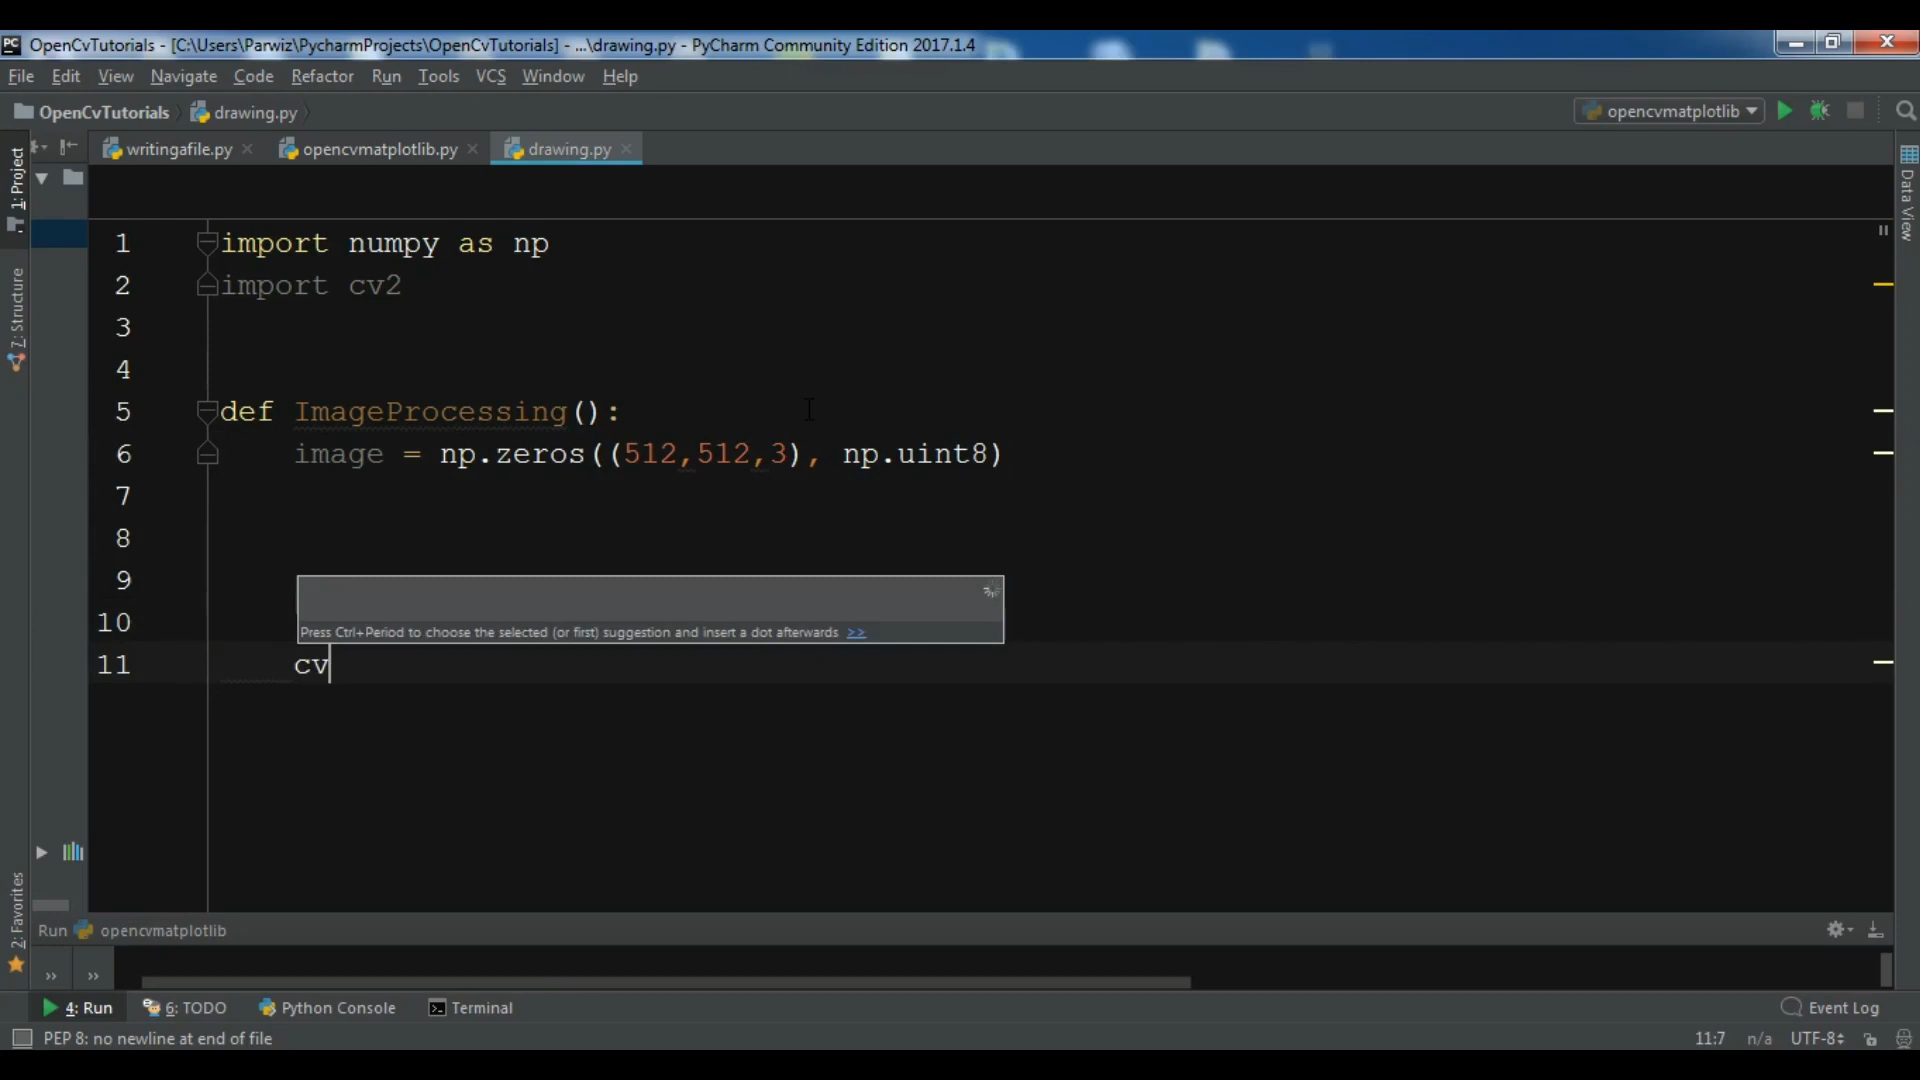 OpenCvTutorials - [C:\Users\Parwiz\PycharmProjects\OpenCvTutorials] - ...\drawing.py - PyCharm Community Edition 2017.1.4
File Edit View Navigate Code Refactor Run Tools VCS Window Help
OpenCvTutorials drawing.py opencvmatplotlib
writingafile.py opencvmatplotlib.py drawing.py
1: Project
7: Structure
2: Favorites
Data View
1 import numpy as np
2 import cv2
3
4
5 def ImageProcessing():
6 image = np.zeros((512,512,3), np.uint8)
7
8
9
10
Press Ctrl+Period to choose the selected (or first) suggestion and insert a dot afterwards >>
11 cv
Run opencvmatplotlib
4: Run 6: TODO Python Console Terminal Event Log
PEP 8: no newline at end of file 11:7 n/a UTF-8